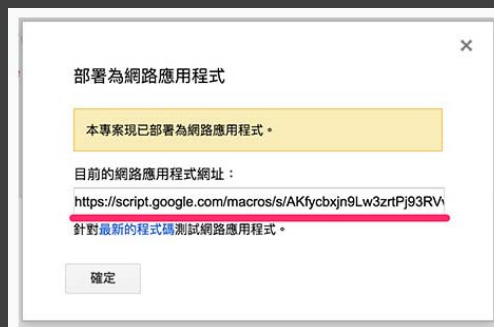 部署為網路應用程式
本專案現已部署為網路應用程式。
目前的網路應用程式網址：
https://script.google.com/macros/s/AKfycbxjn9Lw3zrtPj93RV
針對最新的程式碼測試網路應用程式。
確定